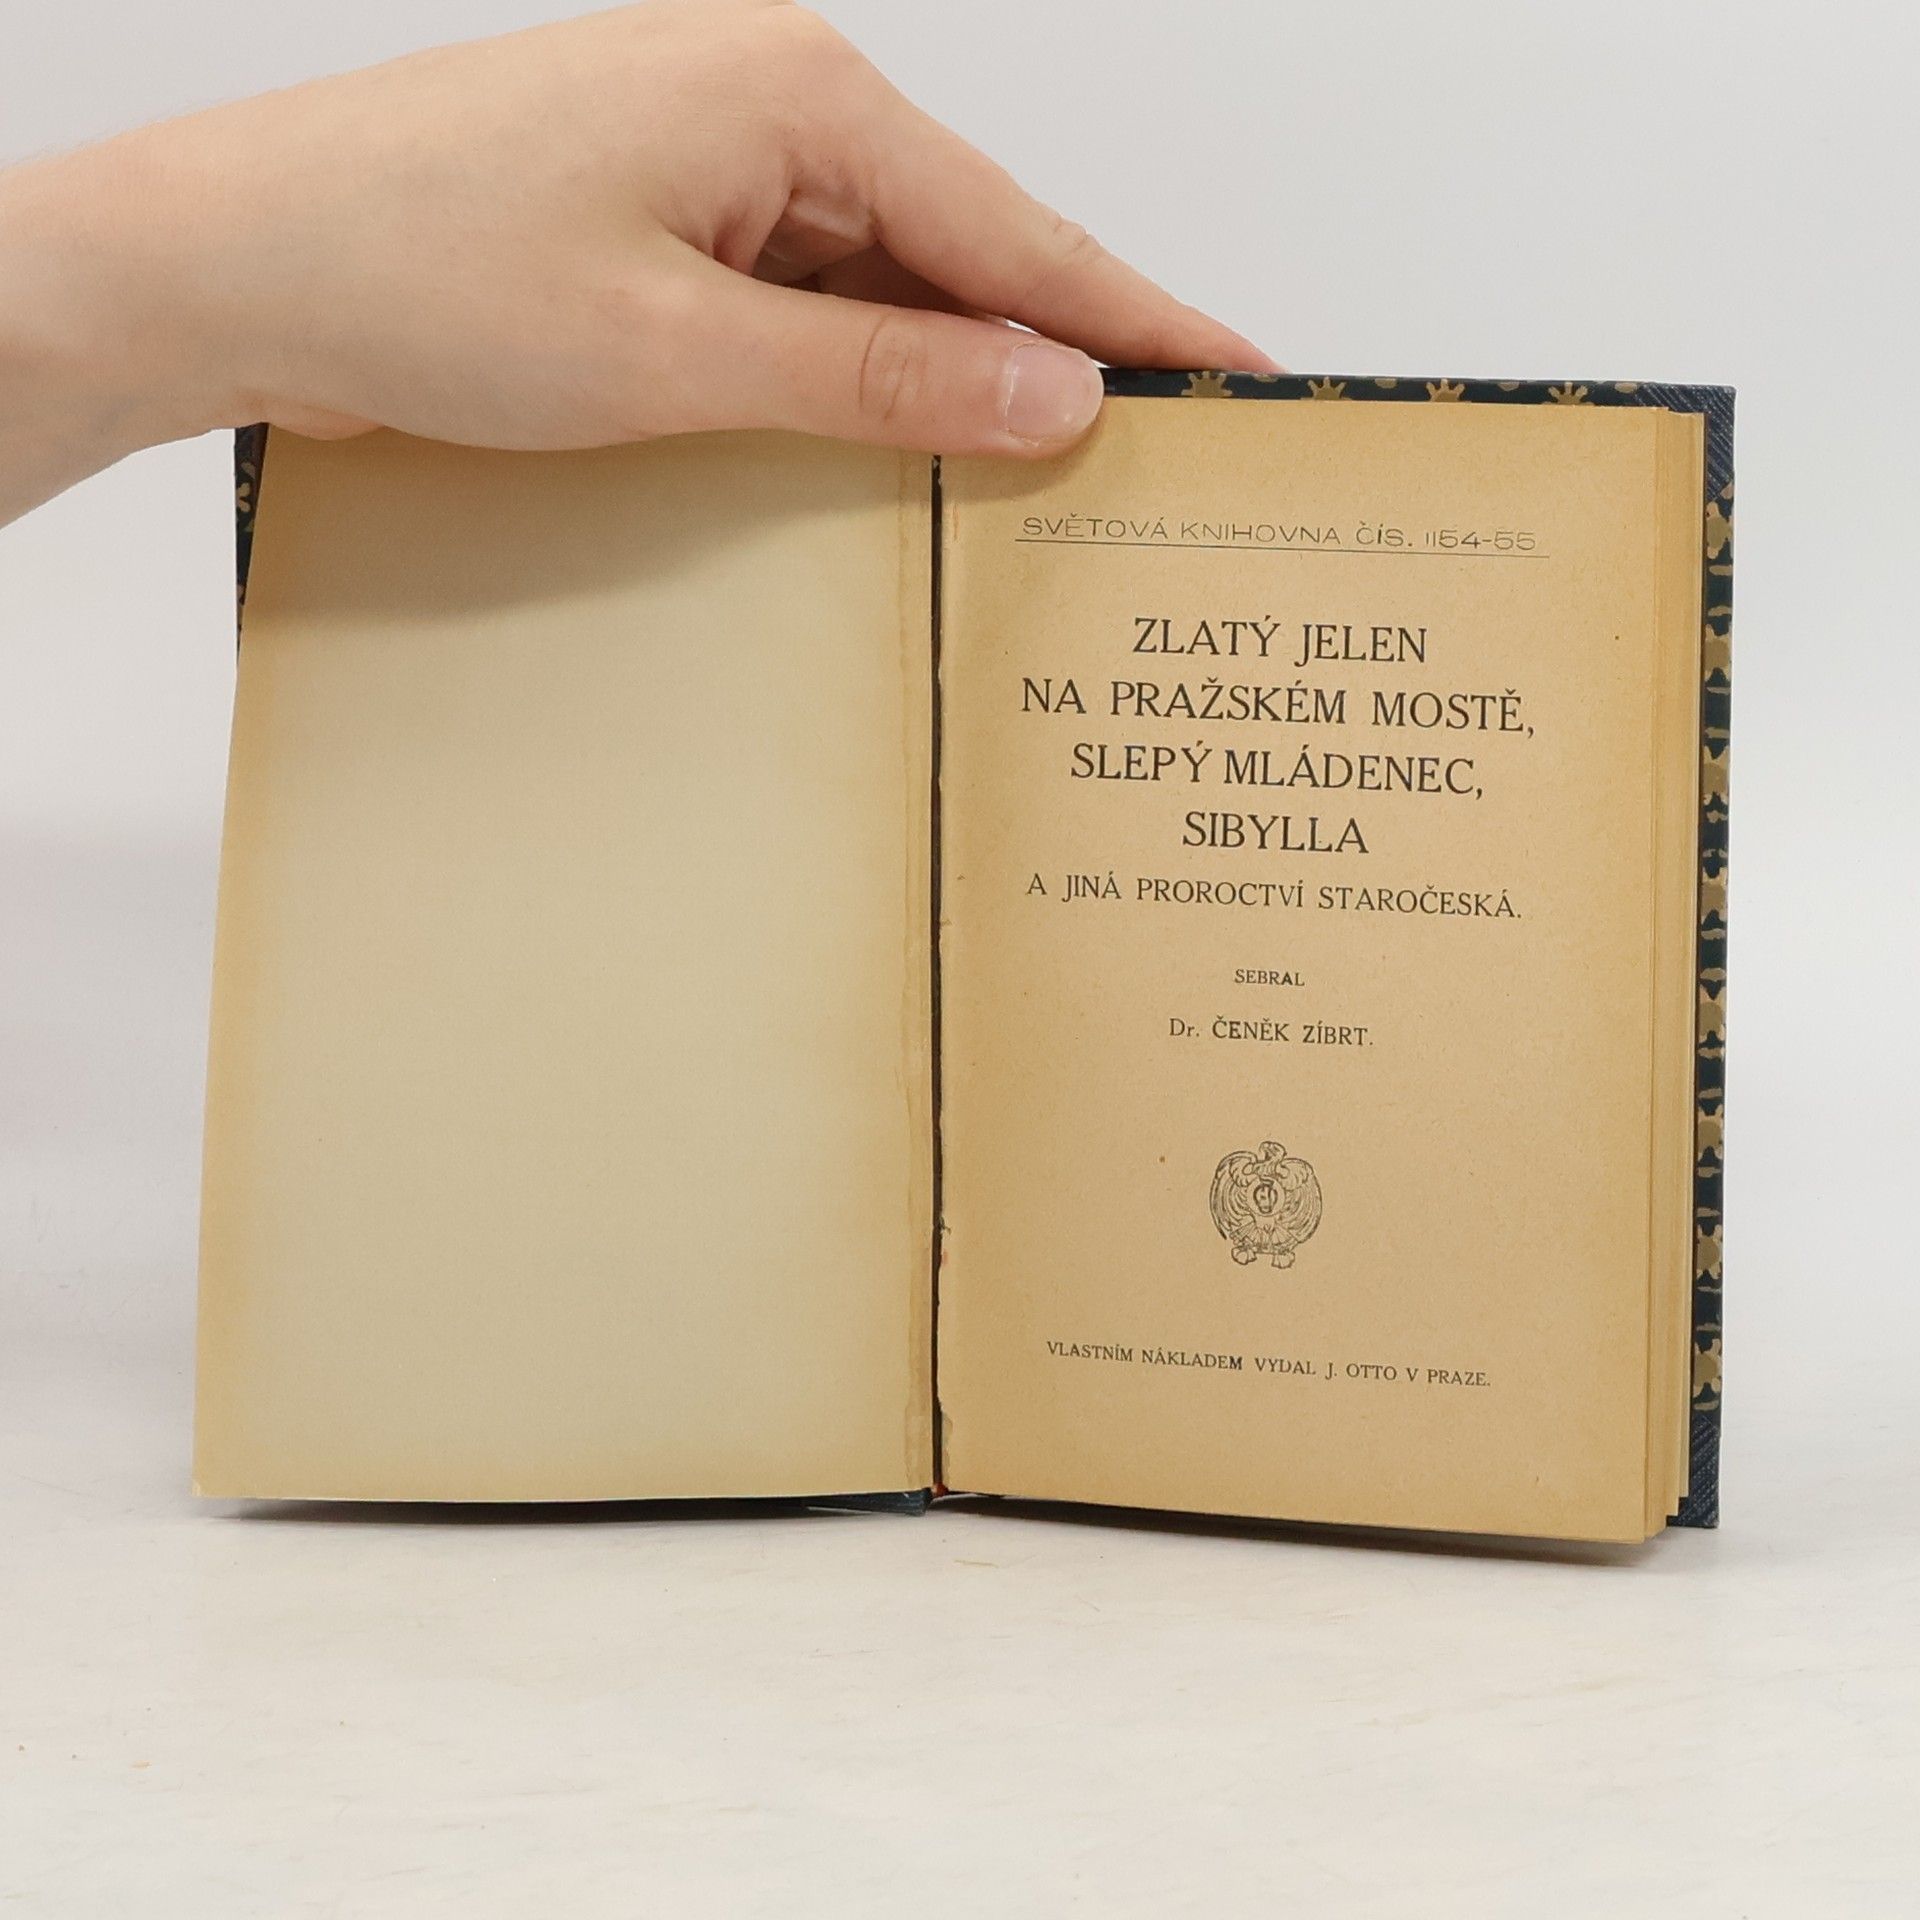 SVĚTOVÁ KNIHOVNA ČÍS. 1154-55
ZLATÝ JELEN
NA PRAŽSKÉM MOSTĚ,
SLEPÝ MLÁDENEC,
SIBYLLA
A JINÁ PROROCTVÍ STAROČESKÁ.
SEBRAL
Dr. ČENĚK ZÍBRT.
VLASTNÍM NÁKLADEM VYDAL J. OTTO V PRAZE.